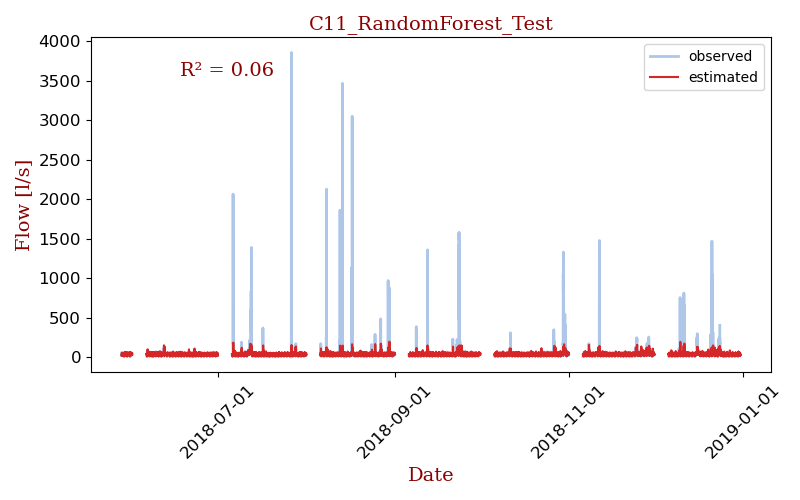 C11_RandomForest_Test
R² = 0.06
observed
estimated
Flow [l/s]
4000
3500
3000
2500
2000
1500
1000
500
0
2018-07-01
2018-09-01
2018-11-01
2019-01-01
Date